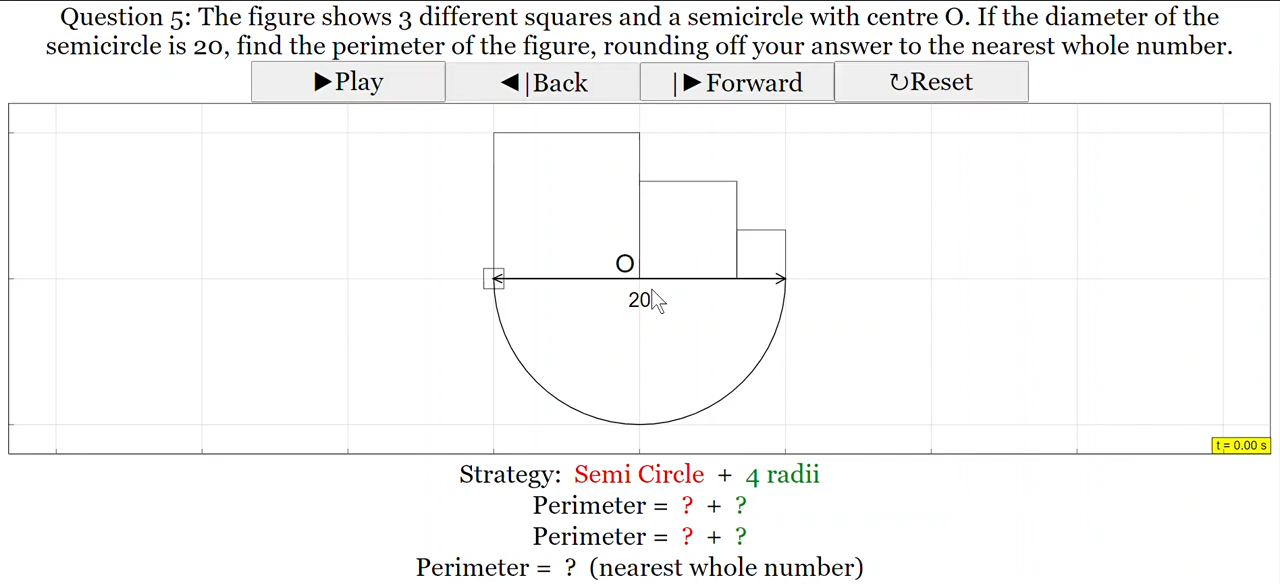 Question 5: The figure shows 3 different squares and a semicircle with centre O. If the diameter of the
semicircle is 20, find the perimeter of the figure, rounding off your answer to the nearest whole number.
▶Play ◀|Back |▶Forward ↻Reset
O
20
t = 0.00 s
Strategy: Semi Circle + 4 radii
Perimeter = ? + ?
Perimeter = ? + ?
Perimeter = ? (nearest whole number)